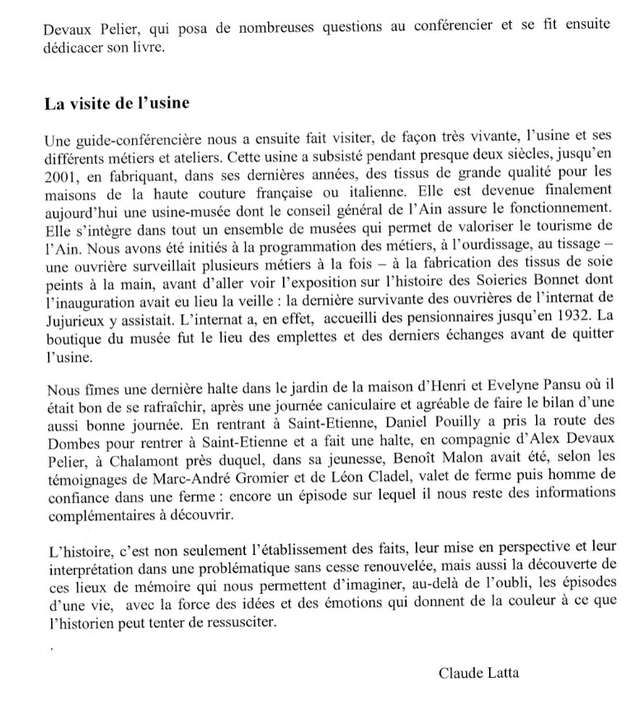 Devaux Pelier, qui posa de nombreuses questions au conférencier et se fit ensuite
dédicacer son livre.
La visite de l'usine
Une guide-conférencière nous a ensuite fait visiter, de façon très vivante, l'usine et ses
différents métiers et ateliers. Cette usine a subsisté pendant presque deux siècles, jusqu'en
2001, en fabriquant, dans ses dernières années, des tissus de grande qualité pour les
maisons de la haute couture française ou italienne. Elle est devenue finalement
aujourd'hui une usine-musée dont le conseil général de l'Ain assure le fonctionnement.
Elle s'intègre dans tout un ensemble de musées qui permet de valoriser le tourisme de
l'Ain. Nous avons été initiés à la programmation des métiers, à l'ourdissage, au tissage –
une ouvrière surveillait plusieurs métiers à la fois – à la fabrication des tissus de soie
peints à la main, avant d'aller voir l'exposition sur l'histoire des Soieries Bonnet dont
l'inauguration avait eu lieu la veille : la dernière survivante des ouvrières de l'internat de
Jujurieux y assistait. L'internat a, en effet, accueilli des pensionnaires jusqu'en 1932. La
boutique du musée fut le lieu des emplettes et des derniers échanges avant de quitter
l'usine.
Nous fîmes une dernière halte dans le jardin de la maison d'Henri et Evelyne Pansu où il
était bon de se rafraîchir, après une journée caniculaire et agréable de faire le bilan d'une
aussi bonne journée. En rentrant à Saint-Etienne, Daniel Pouilly a pris la route des
Dombes pour rentrer à Saint-Etienne et a fait une halte, en compagnie d'Alex Devaux
Pelier, à Chalamont près duquel, dans sa jeunesse, Benoît Malon avait été, selon les
témoignages de Marc-André Gromier et de Léon Cladel, valet de ferme puis homme de
confiance dans une ferme : encore un épisode sur lequel il nous reste des informations
complémentaires à découvrir.
L'histoire, c'est non seulement l'établissement des faits, leur mise en perspective et leur
interprétation dans une problématique sans cesse renouvelée, mais aussi la découverte de
ces lieux de mémoire qui nous permettent d'imaginer, au-delà de l'oubli, les épisodes
d'une vie, avec la force des idées et des émotions qui donnent de la couleur à ce que
l'historien peut tenter de ressusciter.
.
Claude Latta